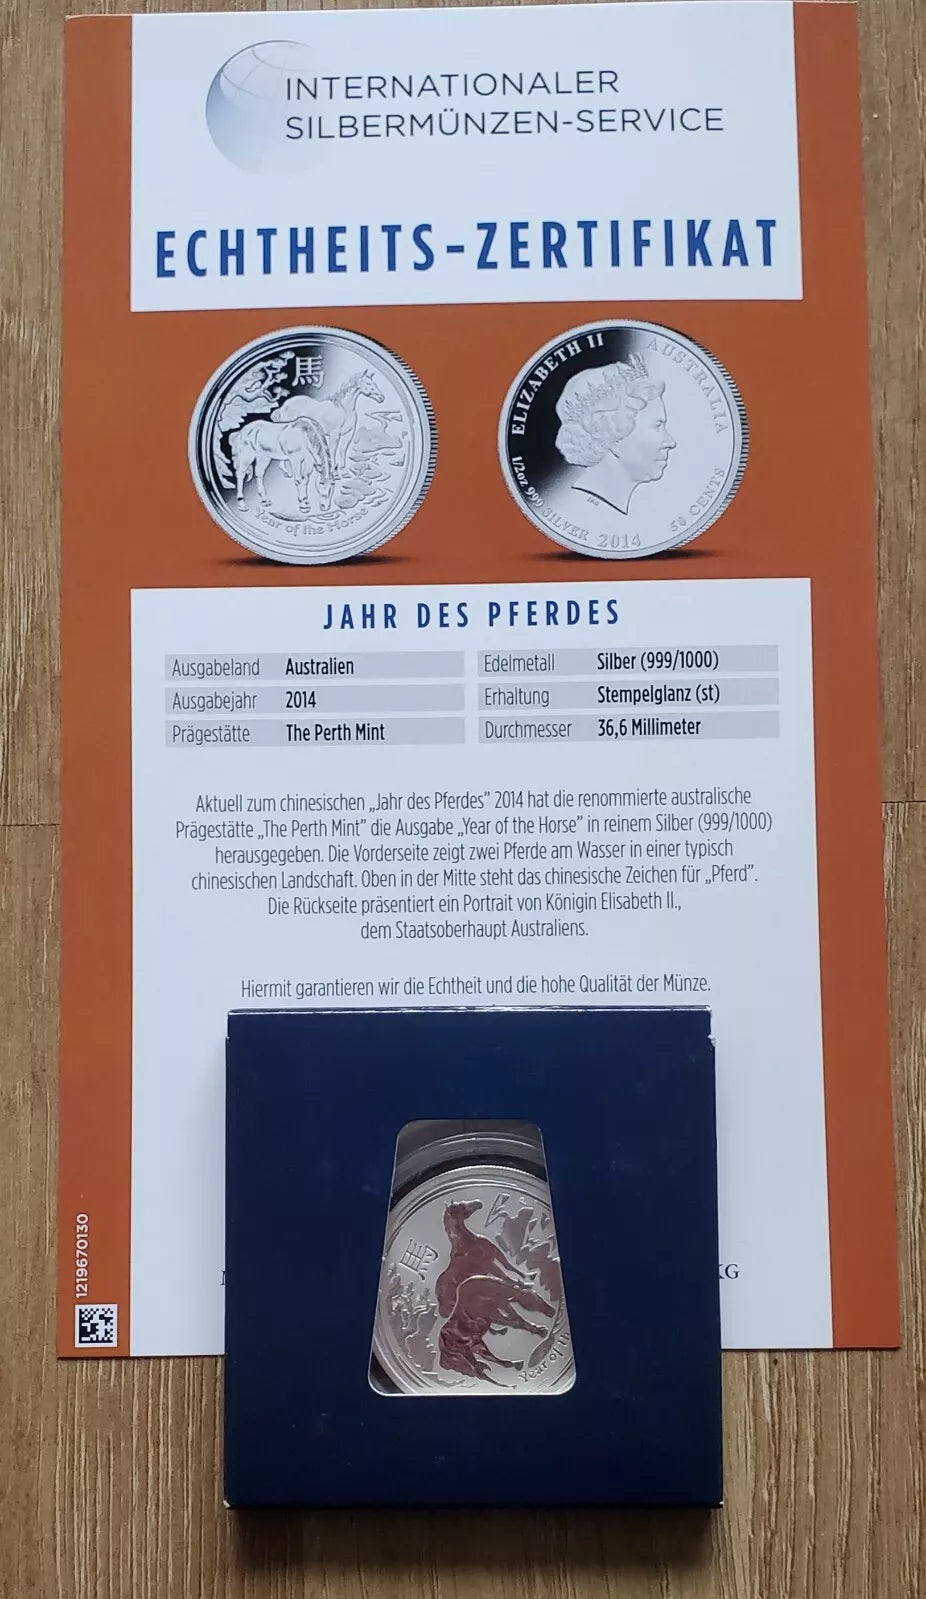 INTERNATIONALER
SILBERMÜNZEN-SERVICE
ECHTHEITS-ZERTIFIKAT
馬
Year of the Horse
ELIZABETH II AUSTRALIA
1/2oz 999 SILVER 2014 50 CENTS
IRB
JAHR DES PFERDES
Ausgabeland Australien
Ausgabejahr 2014
Prägestätte The Perth Mint
Edelmetall Silber (999/1000)
Erhaltung Stempelglanz (st)
Durchmesser 36,6 Millimeter
Aktuell zum chinesischen „Jahr des Pferdes” 2014 hat die renommierte australische
Prägestätte „The Perth Mint” die Ausgabe „Year of the Horse” in reinem Silber (999/1000)
herausgegeben. Die Vorderseite zeigt zwei Pferde am Wasser in einer typisch
chinesischen Landschaft. Oben in der Mitte steht das chinesische Zeichen für „Pferd”.
Die Rückseite präsentiert ein Portrait von Königin Elisabeth II.,
dem Staatsoberhaupt Australiens.
Hiermit garantieren wir die Echtheit und die hohe Qualität der Münze.
KG
1219670130
馬
Year of